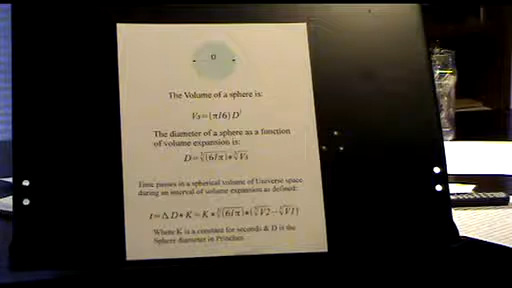 D
The Volume of a sphere is:
Vs=(π/6)D³
The diameter of a sphere as a function
of volume expansion is:
D=∛(6/π)*∛Vs
Time passes in a spherical volume of Universe space
during an interval of volume expansion as defined:
t=ΔD*K=K*∛(6/π)*(∛V2-∛V1)
Where K is a constant for seconds & D is the
Sphere diameter in